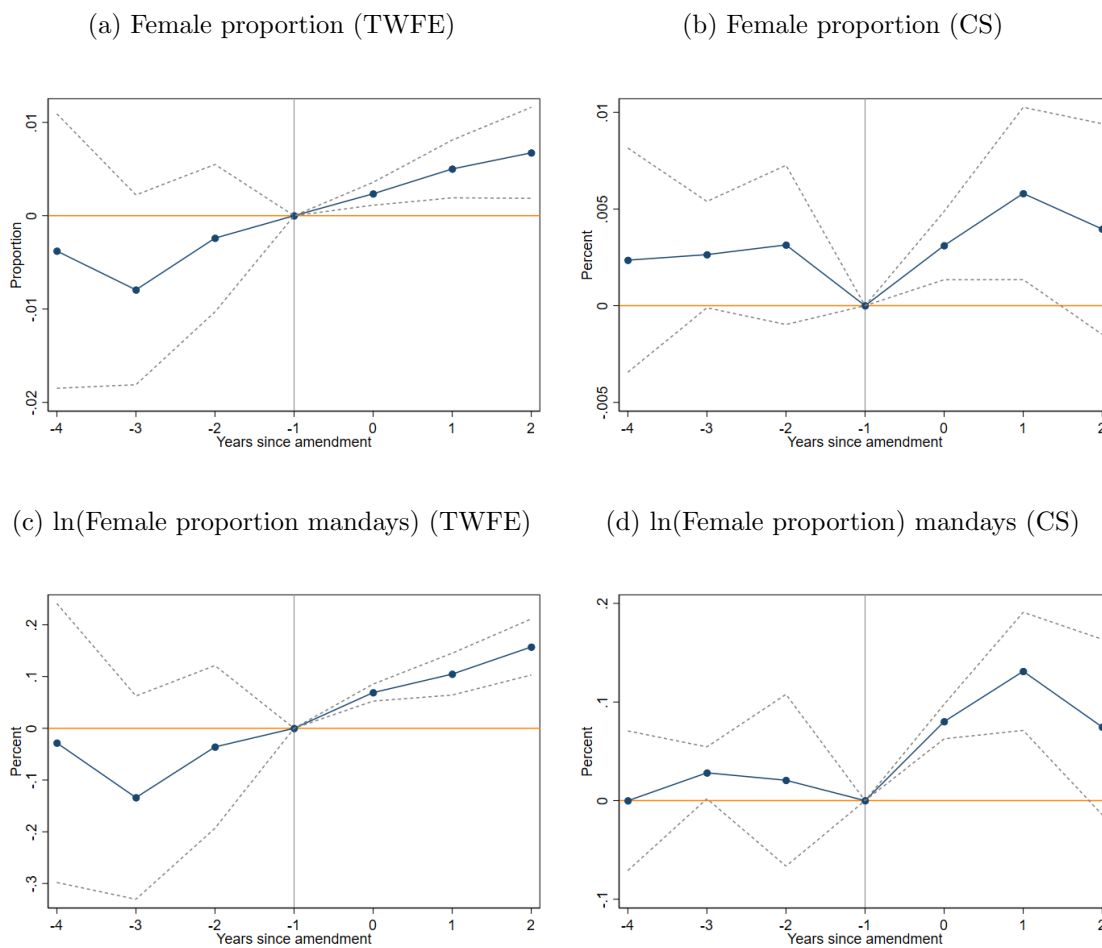 (a) Female proportion (TWFE)
(b) Female proportion (CS)
Proportion
.01
0
-.01
-.02
-4 -3 -2 -1 0 1 2
Years since amendment
Percent
.01
.005
0
-.005
-4 -3 -2 -1 0 1 2
Years since amendment
(c) ln(Female proportion mandays) (TWFE)
(d) ln(Female proportion) mandays (CS)
Percent
.2
.1
0
-.1
-.2
-.3
-4 -3 -2 -1 0 1 2
Years since amendment
Percent
.2
.1
0
-.1
-4 -3 -2 -1 0 1 2
Years since amendment